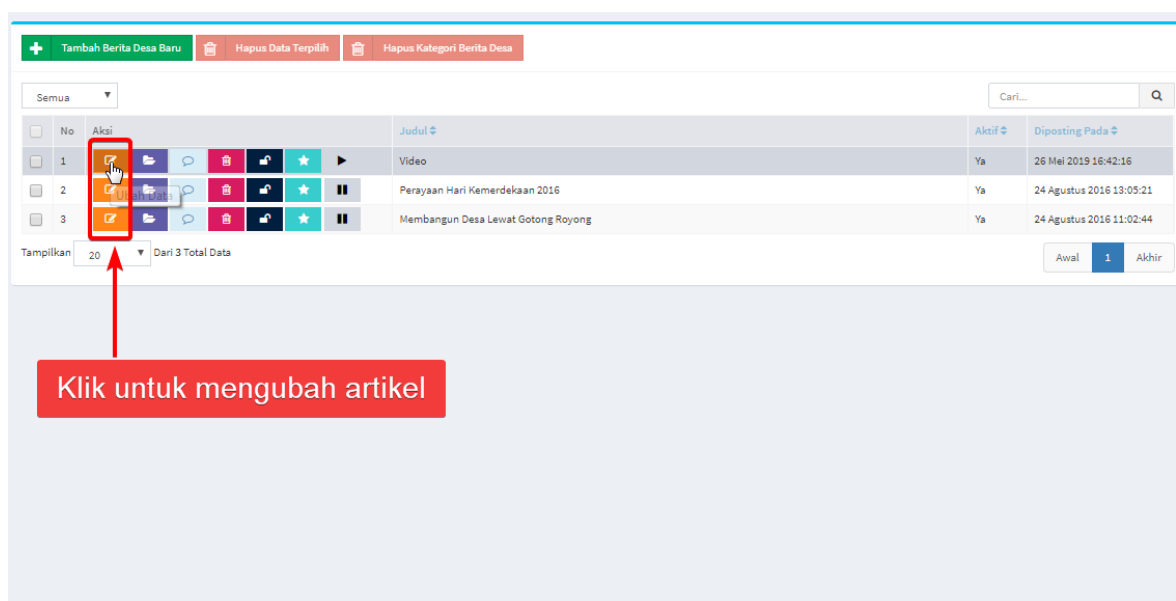 Tambah Berita Desa Baru Hapus Data Terpilih Hapus Kategori Berita Desa
Semua Cari...
No Aksi Judul Aktif Diposting Pada
1 Video Ya 26 Mei 2019 16:42:16
2 Perayaan Hari Kemerdekaan 2016 Ya 24 Agustus 2016 13:05:21
Ubah Data
3 Membangun Desa Lewat Gotong Royong Ya 24 Agustus 2016 11:02:44
Tampilkan 20 Dari 3 Total Data Awal 1 Akhir
Klik untuk mengubah artikel